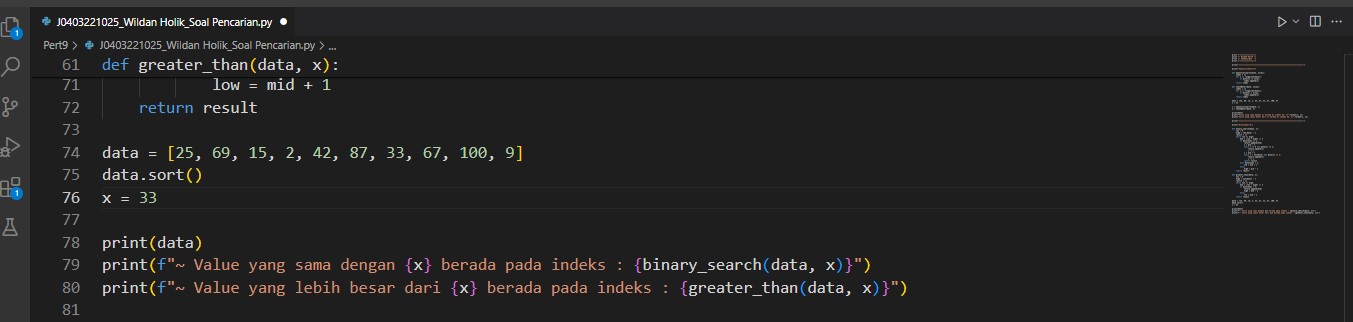 J0403221025_Wildan Holik_Soal Pencarian.py ●
Pert9 > J0403221025_Wildan Holik_Soal Pencarian.py > ...
61 def greater_than(data, x):
71 low = mid + 1
72 return result
73
74 data = [25, 69, 15, 2, 42, 87, 33, 67, 100, 9]
75 data.sort()
76 x = 33
77
78 print(data)
79 print(f"~ Value yang sama dengan {x} berada pada indeks : {binary_search(data, x)}")
80 print(f"~ Value yang lebih besar dari {x} berada pada indeks : {greater_than(data, x)}")
81
1
1